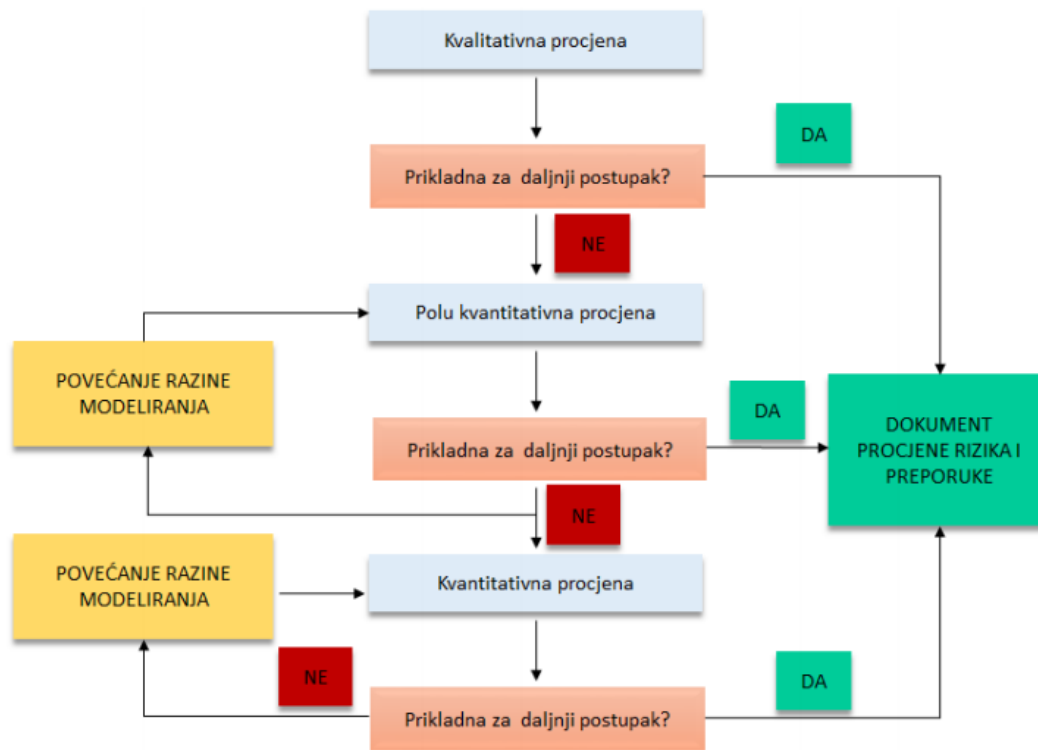 Kvalitativna procjena
DA
Prikladna za daljnji postupak?
NE
Polu kvantitativna procjena
POVEĆANJE RAZINE
MODELIRANJA
DA
Prikladna za daljnji postupak?
DOKUMENT
PROCJENE RIZIKA I
PREPORUKE
NE
POVEĆANJE RAZINE
MODELIRANJA
Kvantitativna procjena
NE
DA
Prikladna za daljnji postupak?